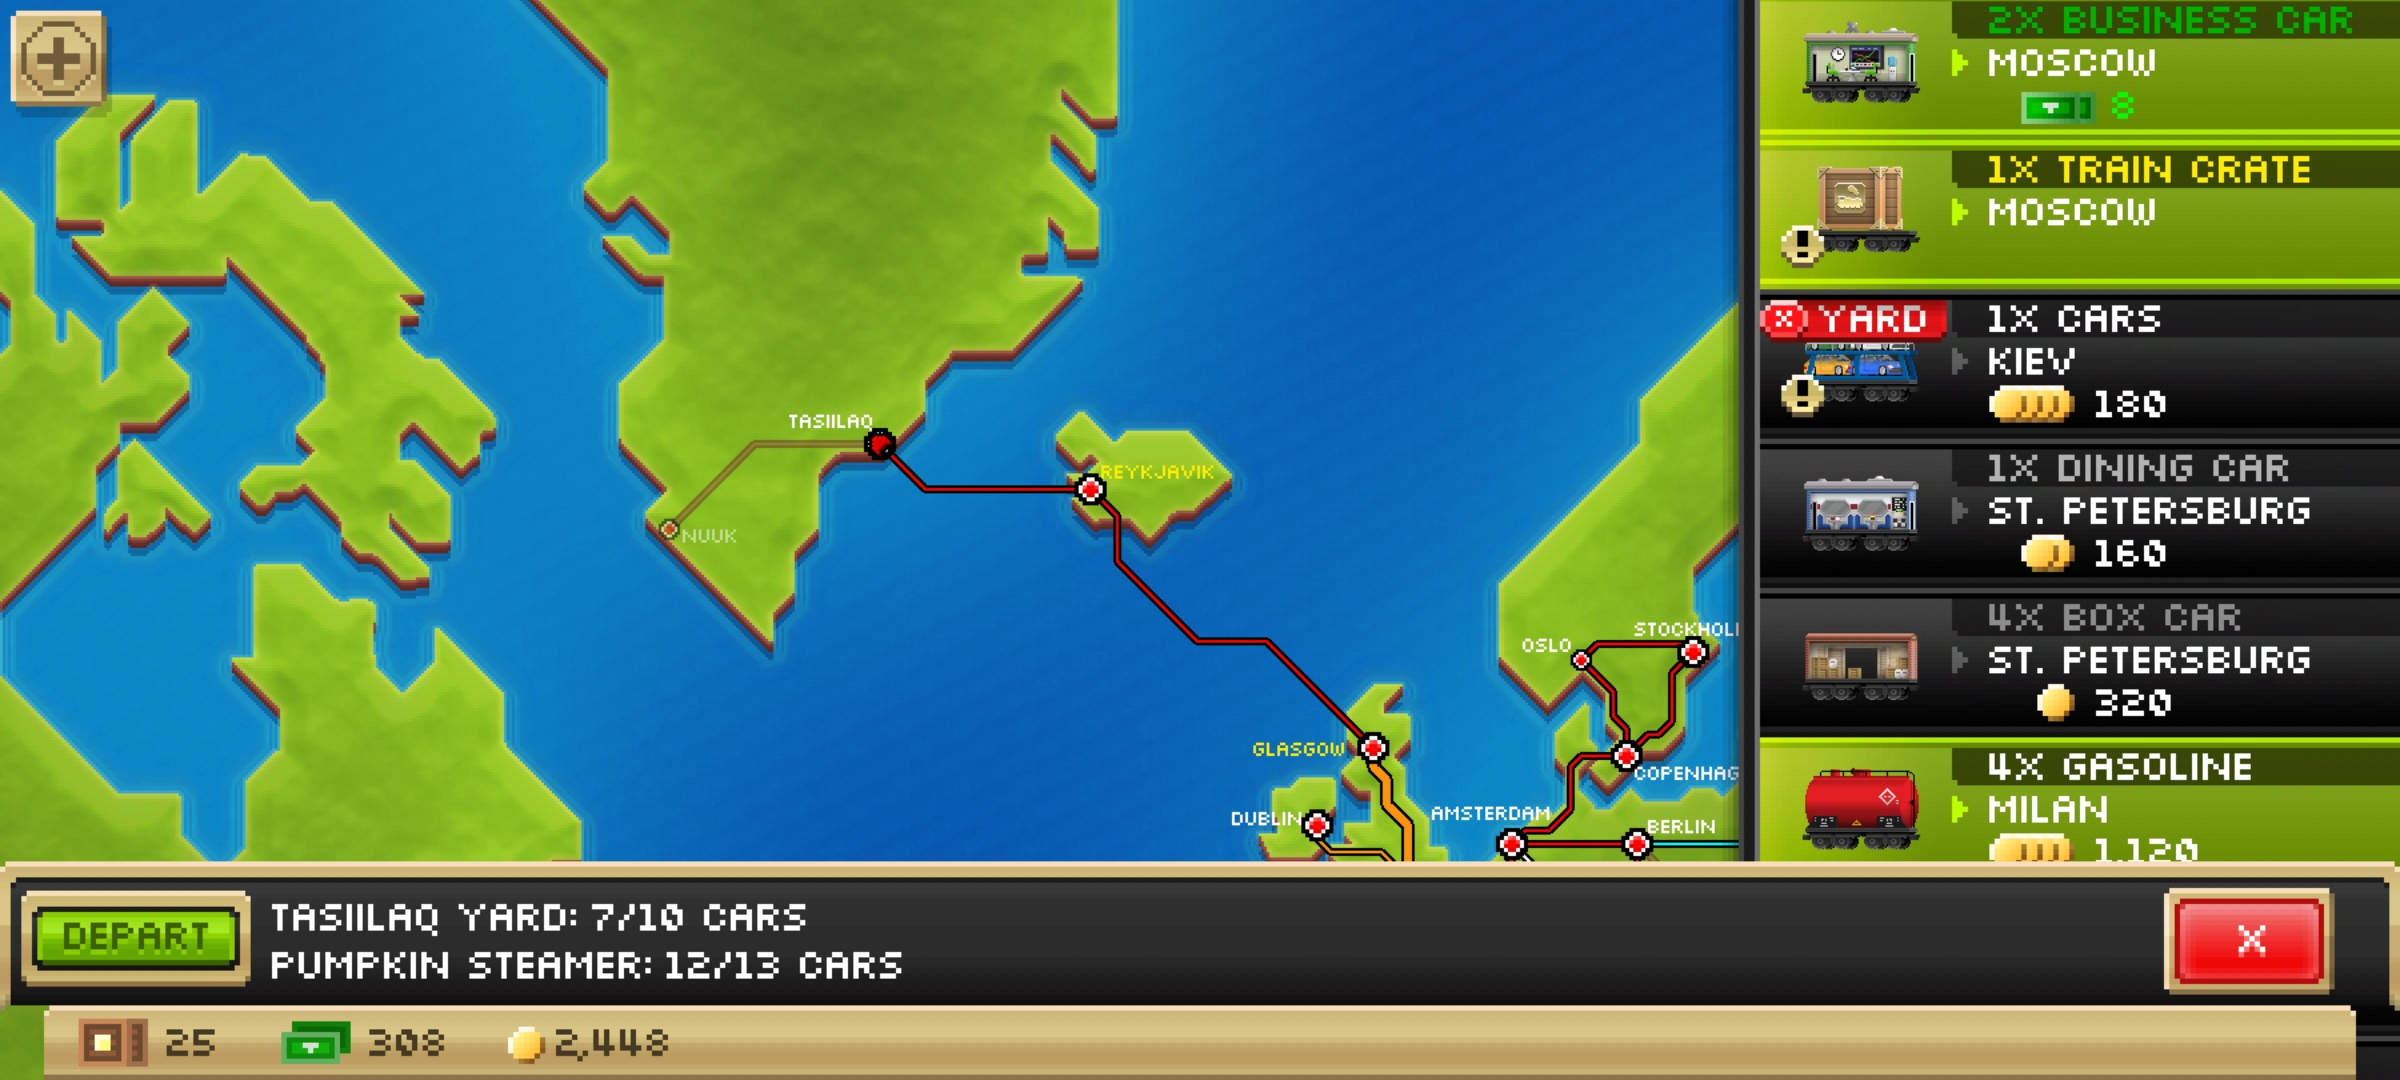 2X BUSINESS CAR
MOSCOW
8
1X TRAIN CRATE
MOSCOW
YARD
1X CARS
KIEV
180
1X DINING CAR
ST. PETERSBURG
160
4X BOX CAR
ST. PETERSBURG
320
4X GASOLINE
MILAN
1,120
TASIILAQ
REYKJAVIK
NUUK
OSLO
STOCKHOL
GLASGOW
COPENHAG
DUBLIN
AMSTERDAM
BERLIN
DEPART
TASIILAQ YARD: 7/10 CARS
PUMPKIN STEAMER: 12/13 CARS
X
25
308
2,448